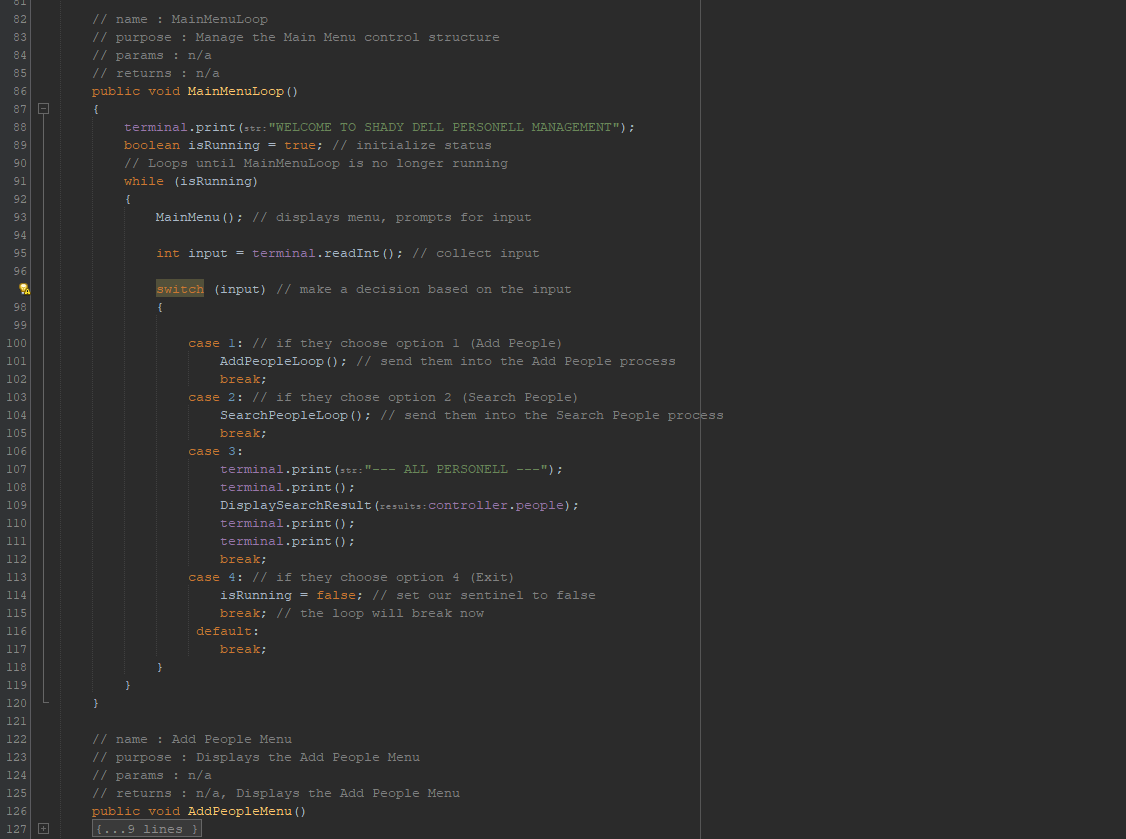 81
82 // name : MainMenuLoop
83 // purpose : Manage the Main Menu control structure
84 // params : n/a
85 // returns : n/a
86 public void MainMenuLoop()
87 {
88 terminal.print(str:"WELCOME TO SHADY DELL PERSONELL MANAGEMENT");
89 boolean isRunning = true; // initialize status
90 // Loops until MainMenuLoop is no longer running
91 while (isRunning)
92 {
93 MainMenu(); // displays menu, prompts for input
94
95 int input = terminal.readInt(); // collect input
96
switch (input) // make a decision based on the input
98 {
99
100 case 1: // if they choose option 1 (Add People)
101 AddPeopleLoop(); // send them into the Add People process
102 break;
103 case 2: // if they chose option 2 (Search People)
104 SearchPeopleLoop(); // send them into the Search People process
105 break;
106 case 3:
107 terminal.print(str:"--- ALL PERSONELL ---");
108 terminal.print();
109 DisplaySearchResult(results:controller.people);
110 terminal.print();
111 terminal.print();
112 break;
113 case 4: // if they choose option 4 (Exit)
114 isRunning = false; // set our sentinel to false
115 break; // the loop will break now
116 default:
117 break;
118 }
119 }
120 }
121
122 // name : Add People Menu
123 // purpose : Displays the Add People Menu
124 // params : n/a
125 // returns : n/a, Displays the Add People Menu
126 public void AddPeopleMenu()
127 {...9 lines }